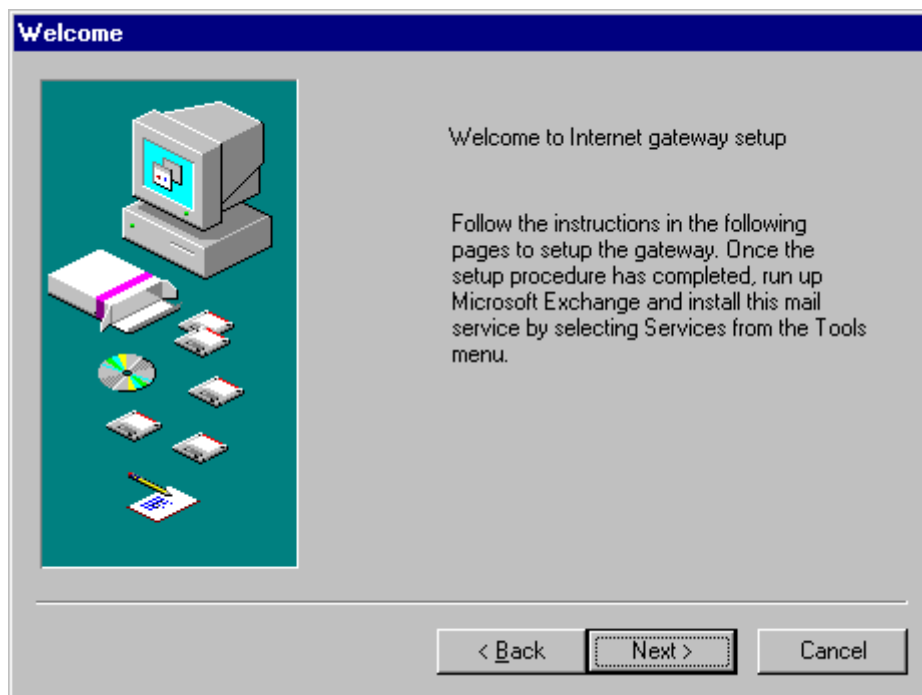 Welcome
Welcome to Internet gateway setup
Follow the instructions in the following
pages to setup the gateway. Once the
setup procedure has completed, run up
Microsoft Exchange and install this mail
service by selecting Services from the Tools
menu.
< Back
Next >
Cancel